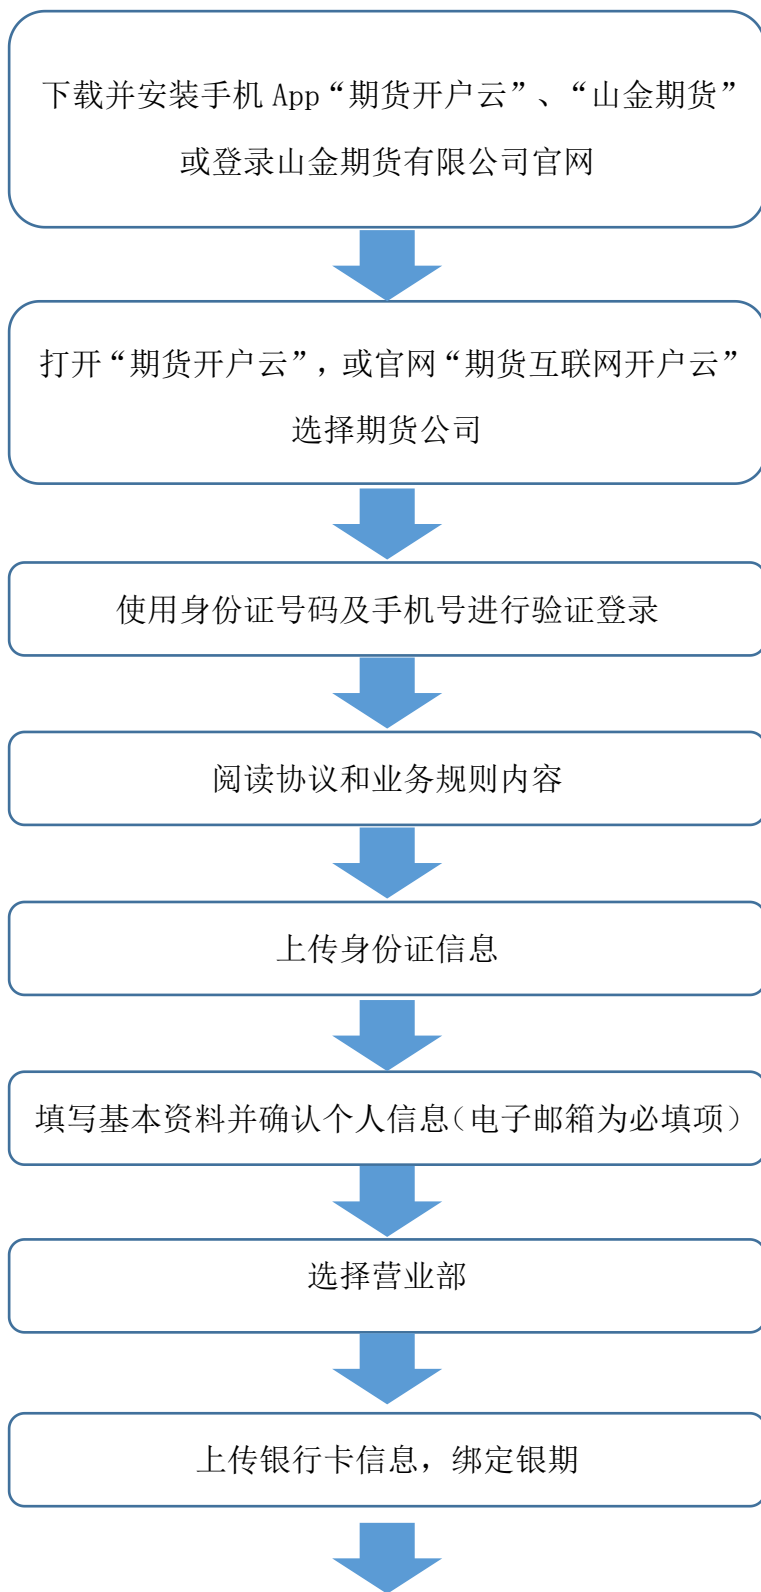 下载并安装手机 App“期货开户云”、“山金期货”
或登录山金期货有限公司官网
打开“期货开户云”，或官网“期货互联网开户云”
选择期货公司
使用身份证号码及手机号进行验证登录
阅读协议和业务规则内容
上传身份证信息
填写基本资料并确认个人信息（电子邮箱为必填项）
选择营业部
上传银行卡信息，绑定银期